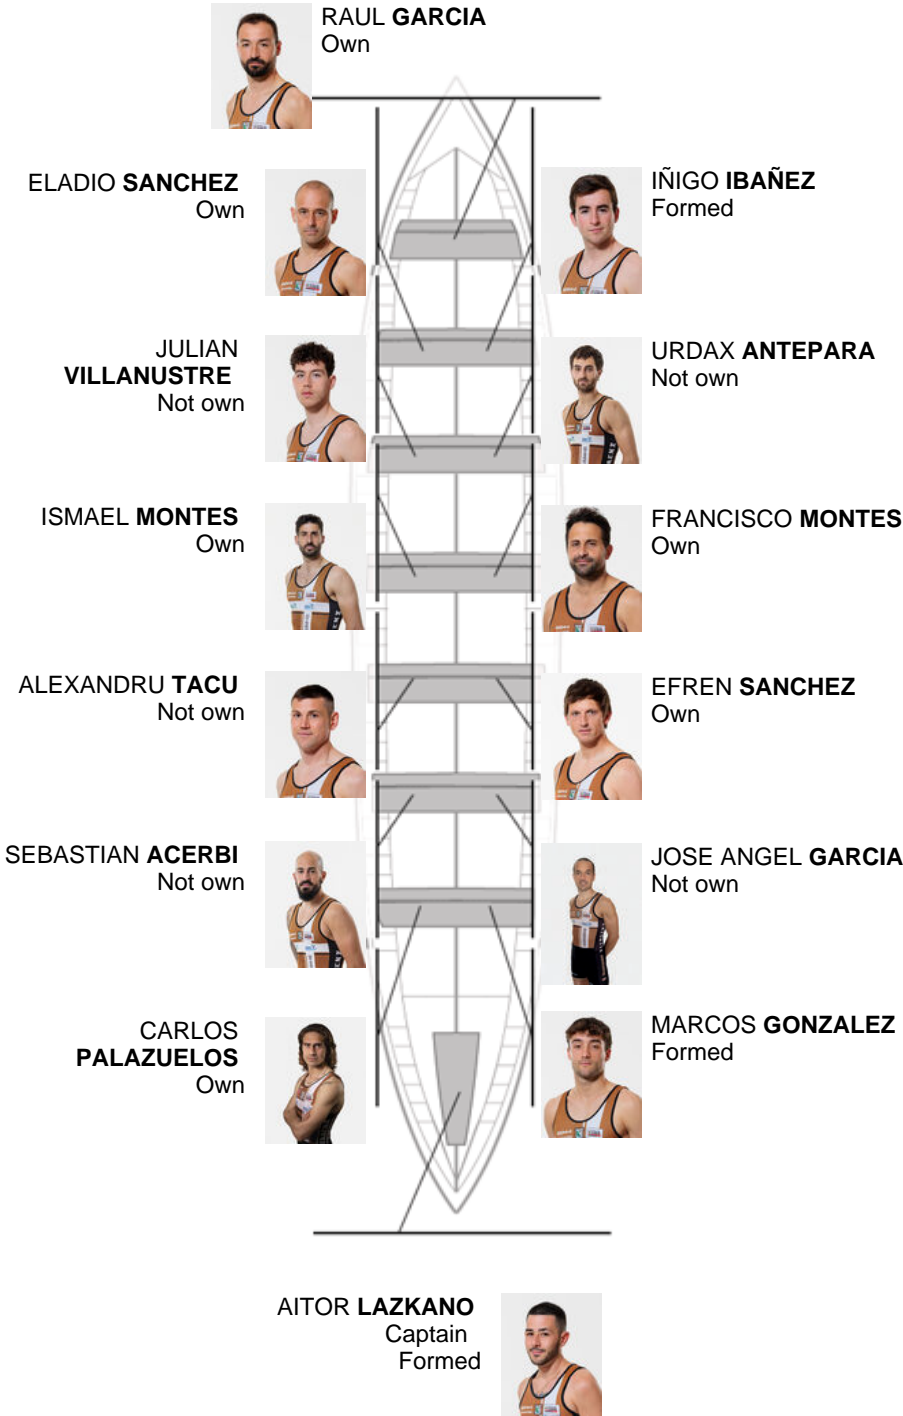 RAUL GARCIA
Own
ELADIO SANCHEZ
Own
IÑIGO IBAÑEZ
Formed
JULIAN
VILLANUSTRE
Not own
URDAX ANTEPARA
Not own
ISMAEL MONTES
Own
FRANCISCO MONTES
Own
ALEXANDRU TACU
Not own
EFREN SANCHEZ
Own
SEBASTIAN ACERBI
Not own
JOSE ANGEL GARCIA
Not own
CARLOS
PALAZUELOS
Own
MARCOS GONZALEZ
Formed
AITOR LAZKANO
Captain
Formed